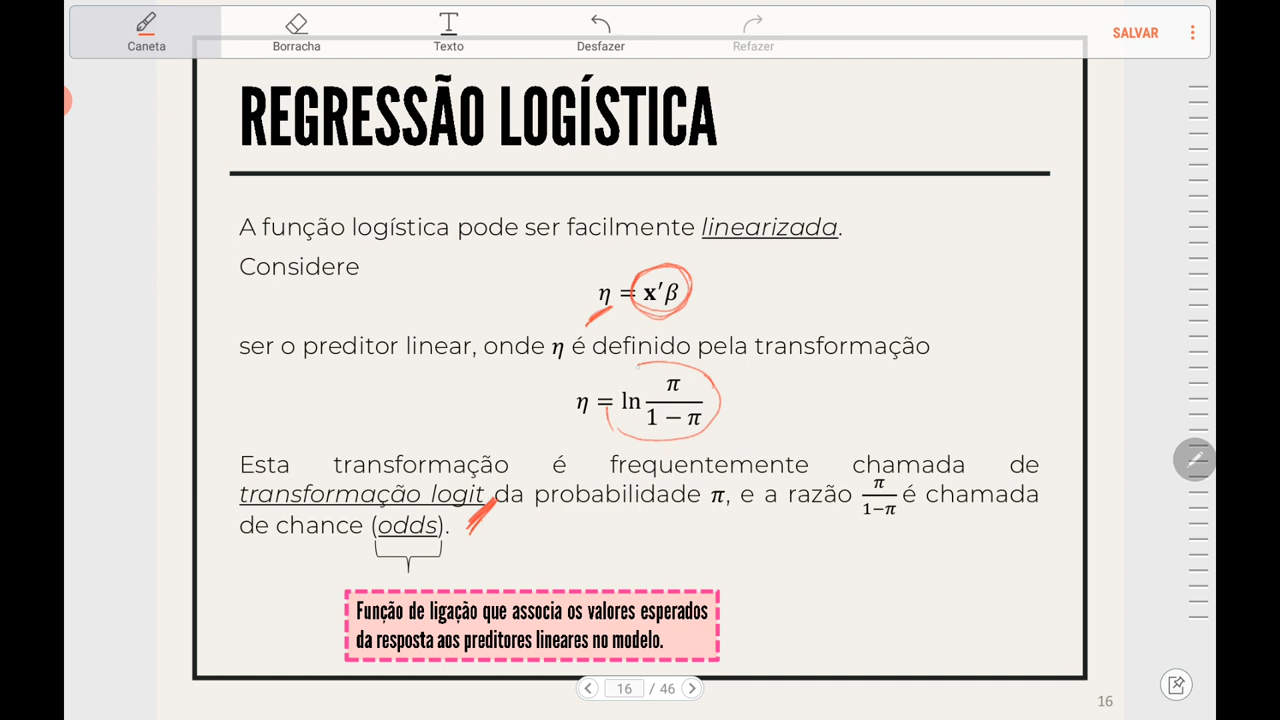 Caneta
Borracha
Texto
Desfazer
Refazer
SALVAR
REGRESSÃO LOGÍSTICA
A função logística pode ser facilmente linearizada.
Considere
η = x′β
ser o preditor linear, onde η é definido pela transformação
η = ln π/(1 − π)
Esta transformação é frequentemente chamada de
transformação logit da probabilidade π, e a razão π/(1−π) é chamada
de chance (odds).
Função de ligação que associa os valores esperados
da resposta aos preditores lineares no modelo.
16 / 46
16